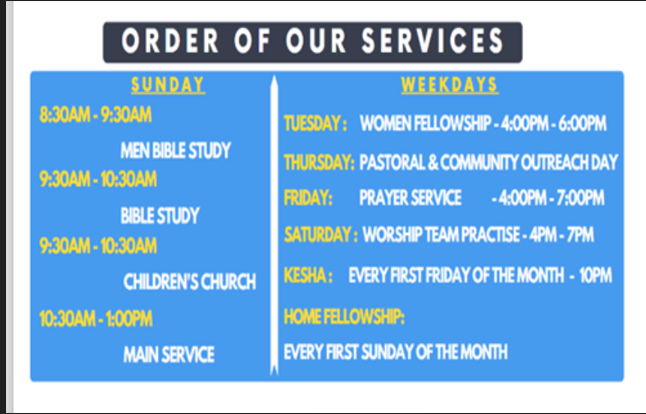 ORDER OF OUR SERVICES
SUNDAY
8:30AM - 9:30AM
MEN BIBLE STUDY
9:30AM - 10:30AM
BIBLE STUDY
9:30AM - 10:30AM
CHILDREN'S CHURCH
10:30AM - 1:00PM
MAIN SERVICE
WEEKDAYS
TUESDAY : WOMEN FELLOWSHIP - 4:00PM - 6:00PM
THURSDAY: PASTORAL & COMMUNITY OUTREACH DAY
FRIDAY: PRAYER SERVICE - 4:00PM - 7:00PM
SATURDAY : WORSHIP TEAM PRACTISE - 4PM - 7PM
KESHA : EVERY FIRST FRIDAY OF THE MONTH - 10PM
HOME FELLOWSHIP:
EVERY FIRST SUNDAY OF THE MONTH